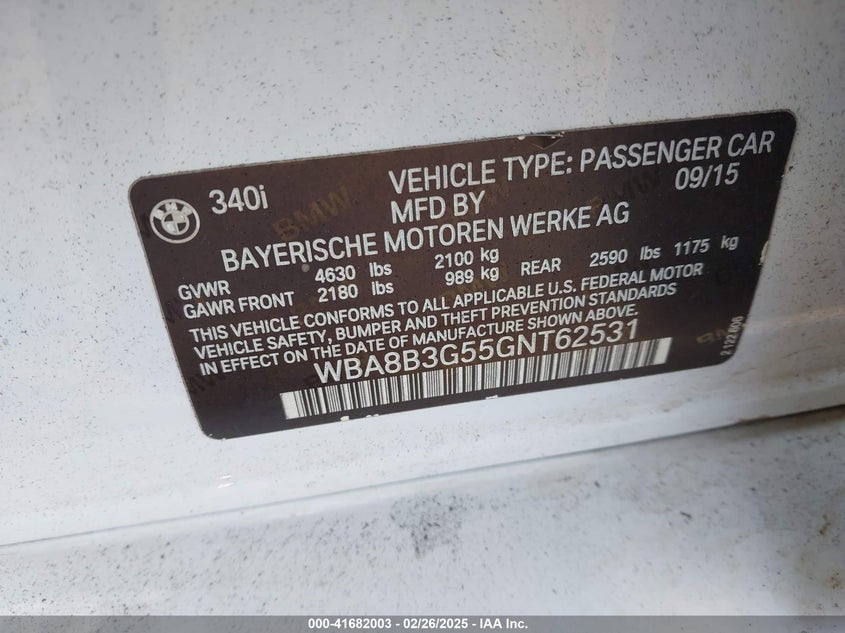 340i
VEHICLE TYPE: PASSENGER CAR
MFD BY 09/15
BAYERISCHE MOTOREN WERKE AG
GVWR 4630 lbs 2100 kg
GAWR FRONT 2180 lbs 989 kg REAR 2590 lbs 1175 kg
THIS VEHICLE CONFORMS TO ALL APPLICABLE U.S. FEDERAL MOTOR
VEHICLE SAFETY, BUMPER AND THEFT PREVENTION STANDARDS
IN EFFECT ON THE DATE OF MANUFACTURE SHOWN ABOVE.
WBA8B3G55GNT62531
000-41682003 - 02/26/2025 - IAA Inc.